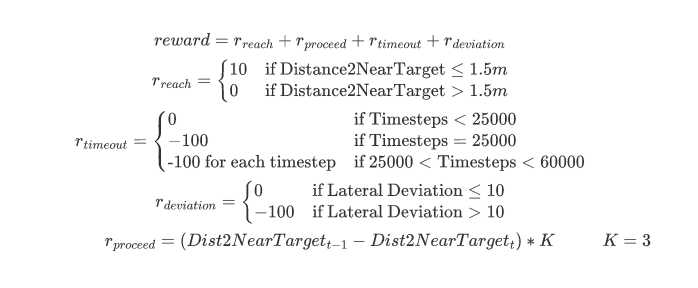 reward = r_reach + r_proceed + r_timeout + r_deviation
r_reach = { 10 if Distance2NearTarget ≤ 1.5m
0 if Distance2NearTarget > 1.5m
r_timeout = { 0 if Timesteps < 25000
−100 if Timesteps = 25000
-100 for each timestep if 25000 < Timesteps < 60000
r_deviation = { 0 if Lateral Deviation ≤ 10
−100 if Lateral Deviation > 10
r_proceed = (Dist2NearTarget_{t−1} − Dist2NearTarget_t) * K K = 3